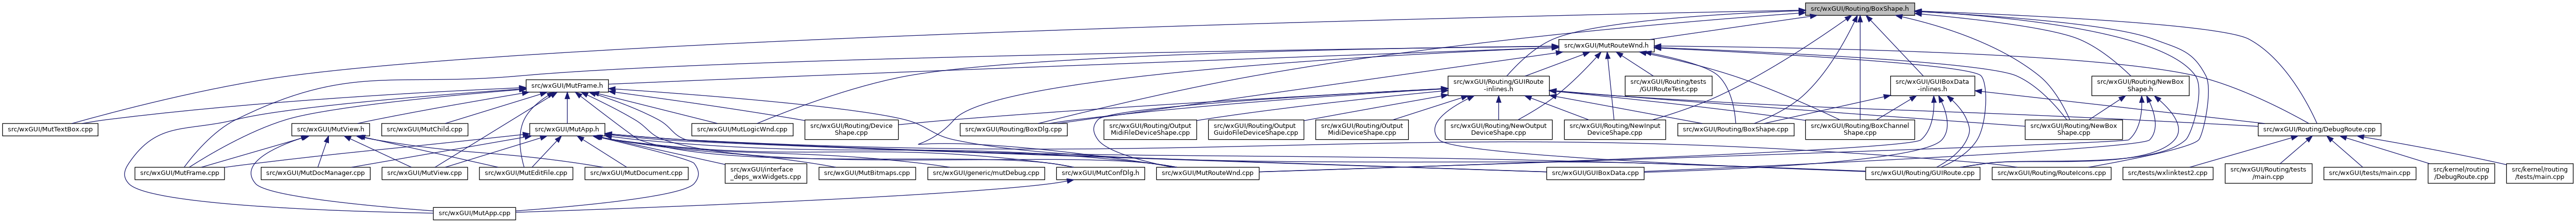 src/wxGUI/Routing/BoxShape.h
src/wxGUI/MutRouteWnd.h
src/wxGUI/MutFrame.h
src/wxGUI/Routing/GUIRoute
-inlines.h
src/wxGUI/Routing/tests
/GUIRouteTest.cpp
src/wxGUI/GUIBoxData
-inlines.h
src/wxGUI/Routing/NewBox
Shape.h
src/wxGUI/MutTextBox.cpp
src/wxGUI/MutView.h
src/wxGUI/MutChild.cpp
src/wxGUI/MutApp.h
src/wxGUI/MutLogicWnd.cpp
src/wxGUI/Routing/Device
Shape.cpp
src/wxGUI/Routing/BoxDlg.cpp
src/wxGUI/Routing/Output
MidiFileDeviceShape.cpp
src/wxGUI/Routing/Output
GuidoFileDeviceShape.cpp
src/wxGUI/Routing/Output
MidiDeviceShape.cpp
src/wxGUI/Routing/NewOutput
DeviceShape.cpp
src/wxGUI/Routing/NewInput
DeviceShape.cpp
src/wxGUI/Routing/BoxShape.cpp
src/wxGUI/Routing/BoxChannel
Shape.cpp
src/wxGUI/Routing/NewBox
Shape.cpp
src/wxGUI/Routing/DebugRoute.cpp
src/wxGUI/MutFrame.cpp
src/wxGUI/MutDocManager.cpp
src/wxGUI/MutView.cpp
src/wxGUI/MutEditFile.cpp
src/wxGUI/MutDocument.cpp
src/wxGUI/interface
_deps_wxWidgets.cpp
src/wxGUI/MutBitmaps.cpp
src/wxGUI/generic/mutDebug.cpp
src/wxGUI/MutConfDlg.h
src/wxGUI/MutRouteWnd.cpp
src/wxGUI/GUIBoxData.cpp
src/wxGUI/Routing/GUIRoute.cpp
src/wxGUI/Routing/RouteIcons.cpp
src/tests/wxlinktest2.cpp
src/wxGUI/Routing/tests
/main.cpp
src/wxGUI/tests/main.cpp
src/kernel/routing
/DebugRoute.cpp
src/kernel/routing
/tests/main.cpp
src/wxGUI/MutApp.cpp